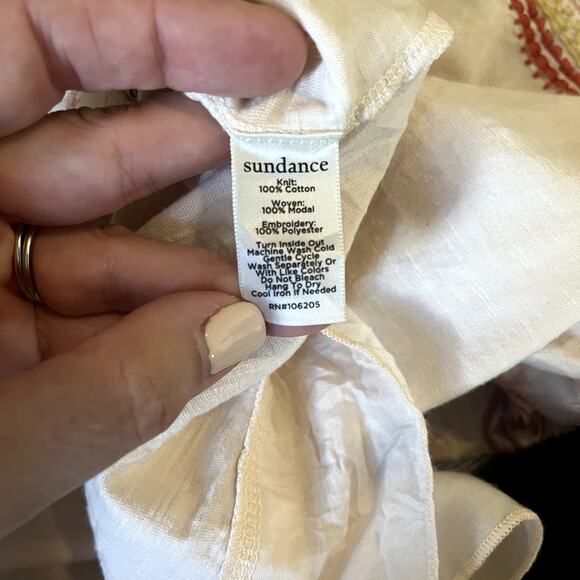 sundance
Knit:
100% Cotton
Woven:
100% Modal
Embroidery:
100% Polyester
Turn Inside Out
Machine Wash Cold
Gentle Cycle
Wash Separately Or
With Like Colors
Do Not Bleach
Hang To Dry
Cool Iron If Needed
RN#106205